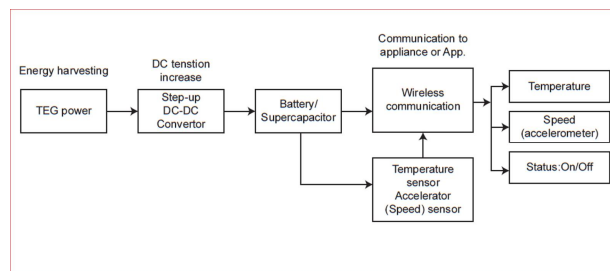 Communication to
appliance or App.
Energy harvesting
DC tenstion
increase
TEG power
Step-up
DC-DC
Convertor
Battery/
Supercapacitor
Wireless
communication
Temperature
Speed
(accelerometer)
Status:On/Off
Temperature
sensor
Accelerator
(Speed) sensor